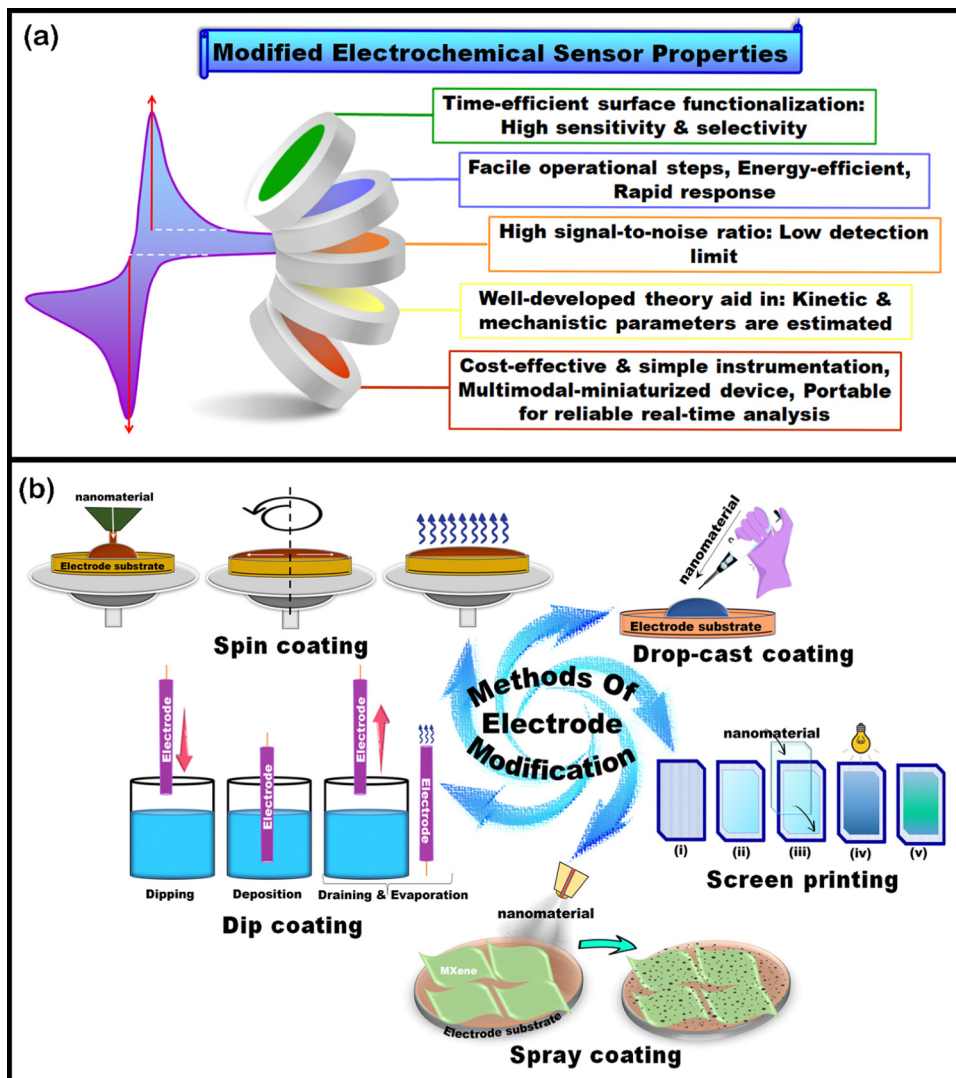 (a)
Modified Electrochemical Sensor Properties
Time-efficient surface functionalization:
High sensitivity & selectivity
Facile operational steps, Energy-efficient,
Rapid response
High signal-to-noise ratio: Low detection
limit
Well-developed theory aid in: Kinetic &
mechanistic parameters are estimated
Cost-effective & simple instrumentation,
Multimodal-miniaturized device, Portable
for reliable real-time analysis
(b)
nanomaterial
Electrode substrate
Spin coating
nanomaterial
Electrode substrate
Drop-cast coating
Methods Of
Electrode
Modification
Electrode
Electrode
Electrode
Electrode
Dipping
Deposition
Draining & Evaporation
Dip coating
nanomaterial
(i)
(ii)
(iii)
(iv)
(v)
Screen printing
nanomaterial
MXene
Electrode substrate
Spray coating